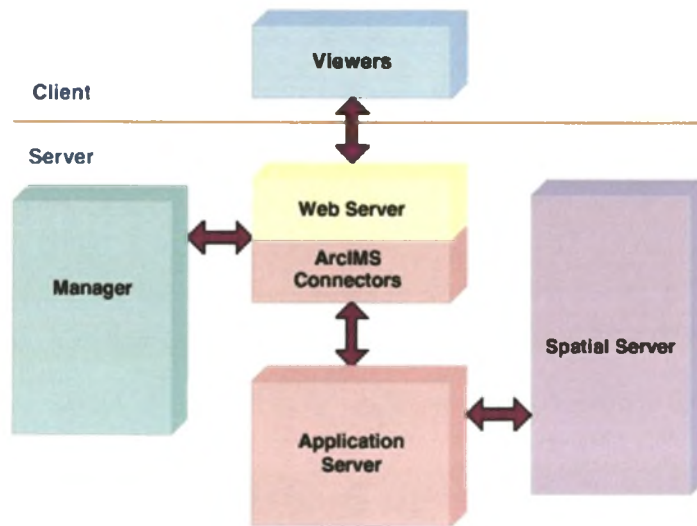 Viewers
Client
Server
Web Server
ArcIMS
Connectors
Manager
Spatial Server
Application
Server